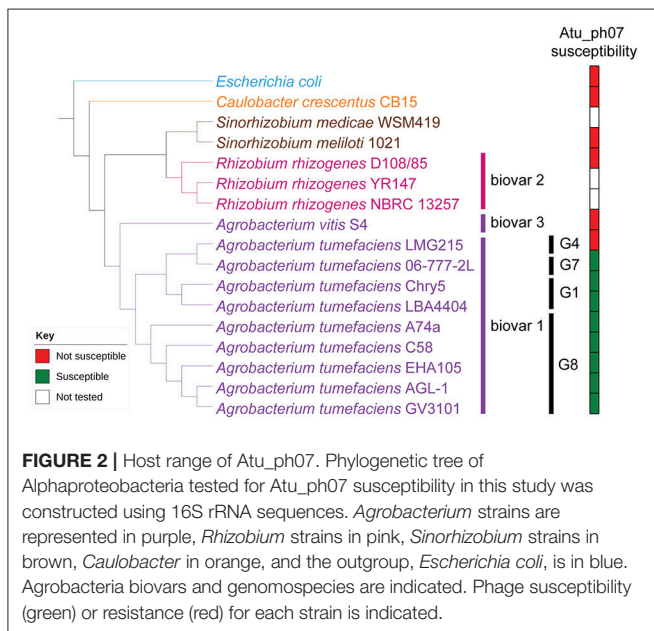 Atu_ph07
susceptibility
Escherichia coli
Caulobacter crescentus CB15
Sinorhizobium medicae WSM419
Sinorhizobium meliloti 1021
Rhizobium rhizogenes D108/85
Rhizobium rhizogenes YR147
Rhizobium rhizogenes NBRC 13257
biovar 2
Agrobacterium vitis S4
biovar 3
Agrobacterium tumefaciens LMG215
G4
Agrobacterium tumefaciens 06-777-2L
G7
Agrobacterium tumefaciens Chry5
Agrobacterium tumefaciens LBA4404
G1
Agrobacterium tumefaciens A74a
Agrobacterium tumefaciens C58
Agrobacterium tumefaciens EHA105
Agrobacterium tumefaciens AGL-1
Agrobacterium tumefaciens GV3101
biovar 1
G8
Key
Not susceptible
Susceptible
Not tested
FIGURE 2 | Host range of Atu_ph07. Phylogenetic tree of
Alphaproteobacteria tested for Atu_ph07 susceptibility in this study was
constructed using 16S rRNA sequences. Agrobacterium strains are
represented in purple, Rhizobium strains in pink, Sinorhizobium strains in
brown, Caulobacter in orange, and the outgroup, Escherichia coli, is in blue.
Agrobacteria biovars and genomospecies are indicated. Phage susceptibility
(green) or resistance (red) for each strain is indicated.